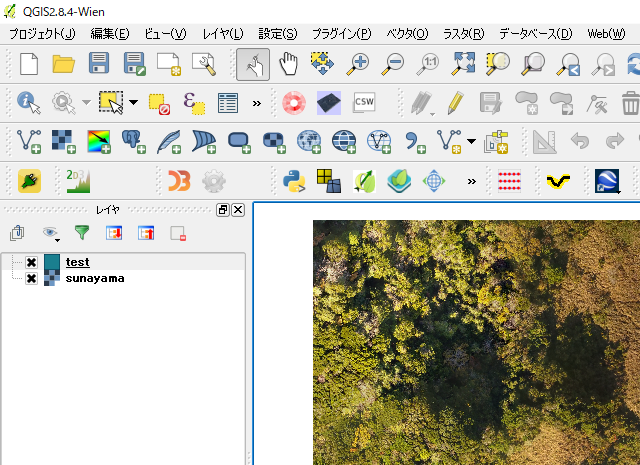 QGIS2.8.4-Wien
プロジェクト(J) 編集(E) ビュー(V) レイヤ(L) 設定(S) プラグイン(P) ベクタ(O) ラスタ(R) データベース(D) Web(W)
1:1
CSW
レイヤ
test
sunayama